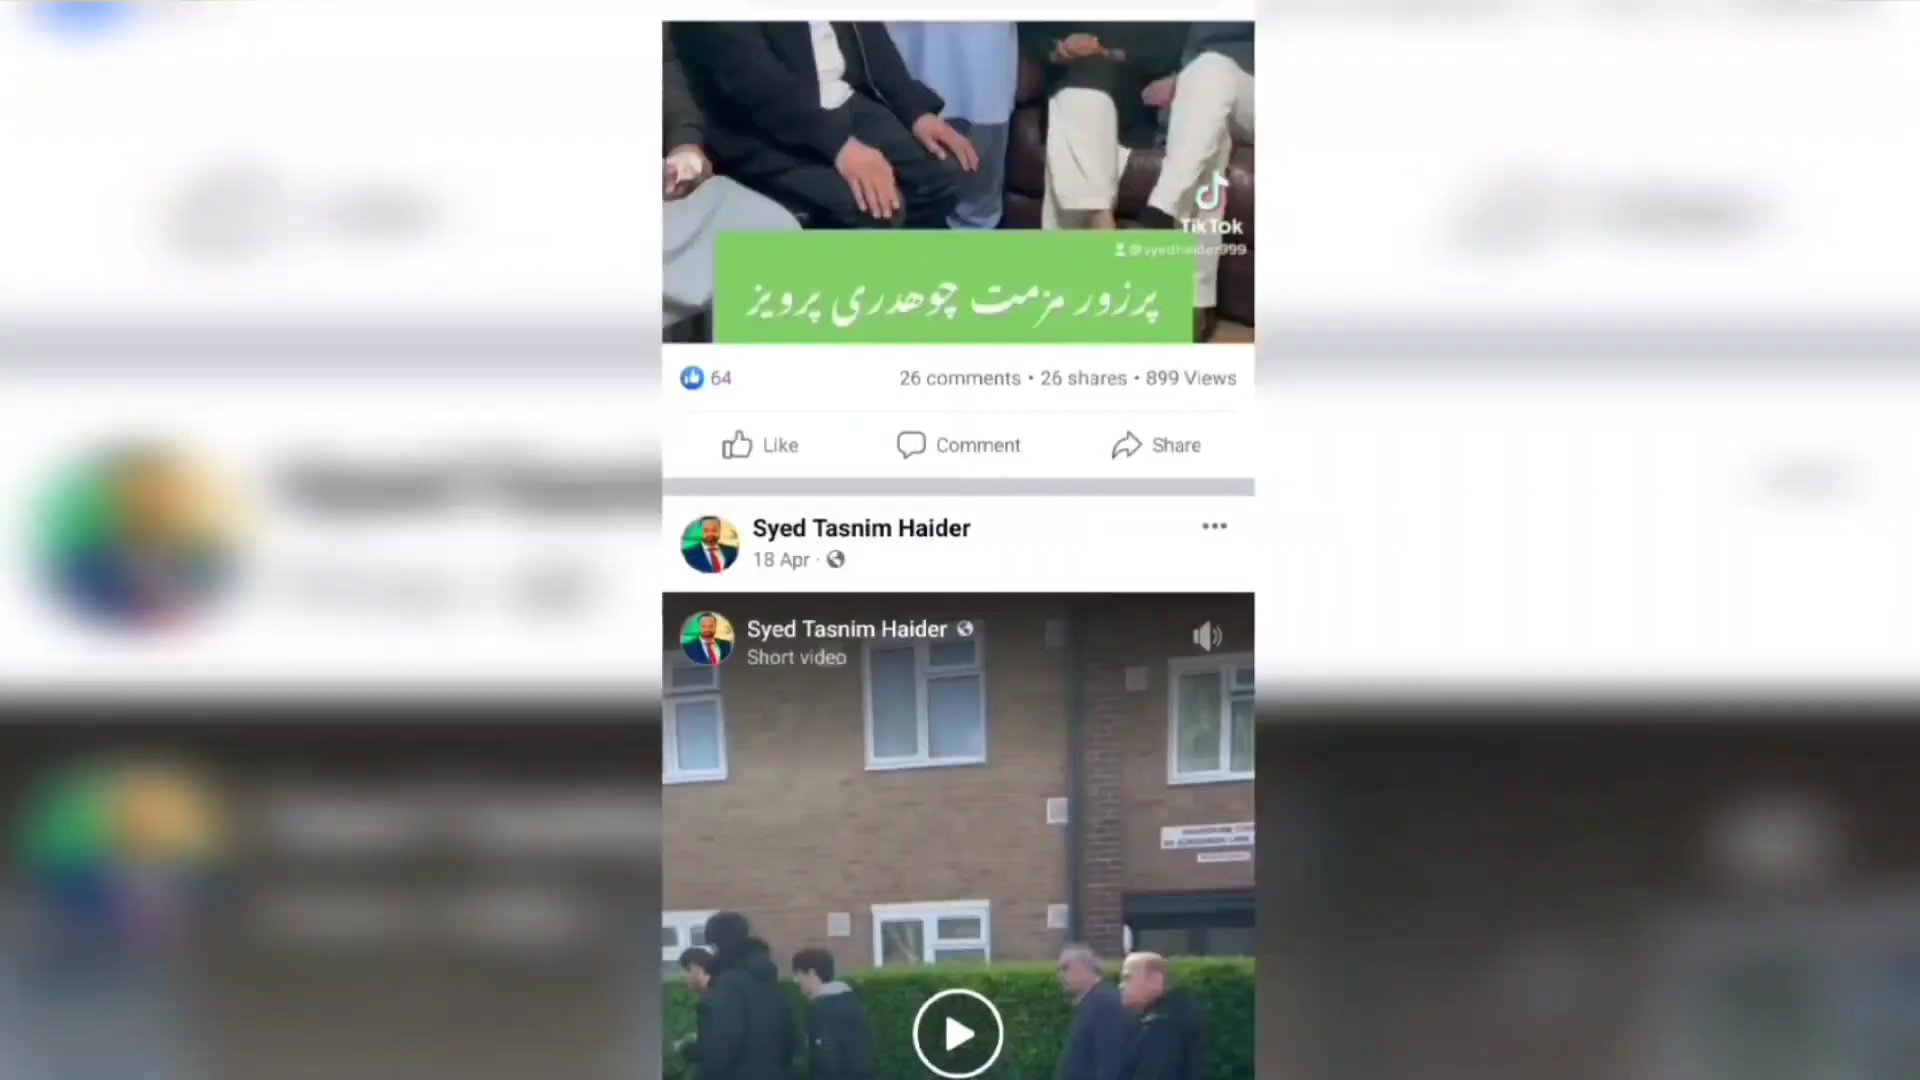 TikTok
@syedhaider999
پرزور مزمت چوھدری پرویز
64
26 comments • 26 shares • 899 Views
Like
Comment
Share
Syed Tasnim Haider
18 Apr ·
Syed Tasnim Haider
Short video